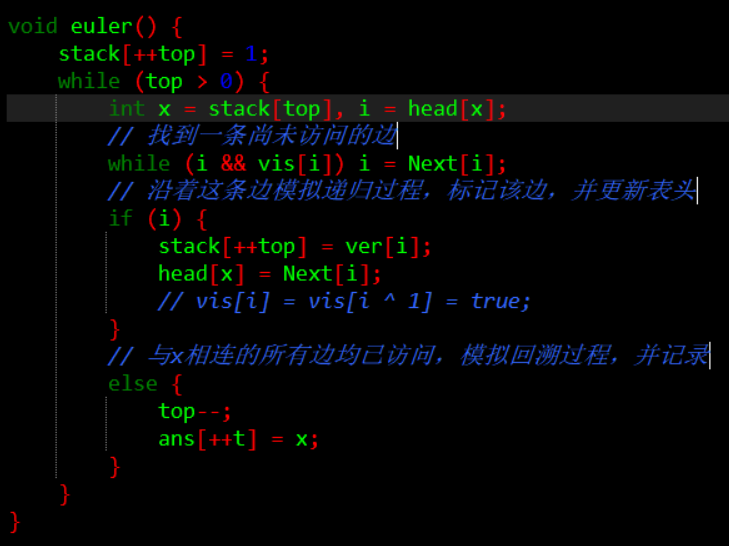 void euler() {
    stack[++top] = 1;
    while (top > 0) {
        int x = stack[top], i = head[x];
        // 找到一条尚未访问的边
        while (i && vis[i]) i = Next[i];
        // 沿着这条边模拟递归过程，标记该边，并更新表头
        if (i) {
            stack[++top] = ver[i];
            head[x] = Next[i];
            // vis[i] = vis[i ^ 1] = true;
        }
        // 与x相连的所有边均已访问，模拟回溯过程，并记录
        else {
            top--;
            ans[++t] = x;
        }
    }
}